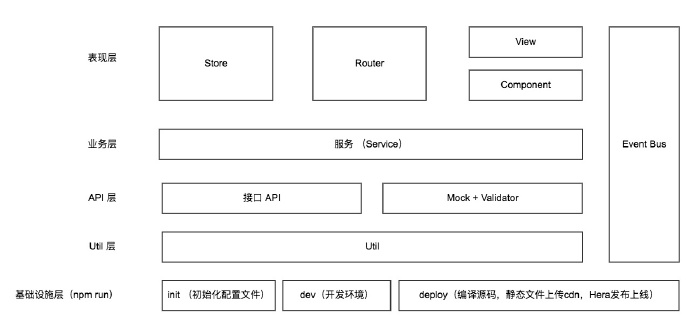 表现层
Store
Router
View
Component
Event Bus
业务层
服务 （Service）
API 层
接口 API
Mock + Validator
Util 层
Util
基础设施层（npm run）
init （初始化配置文件）
dev（开发环境）
deploy（编译源码，静态文件上传cdn，Hera发布上线）